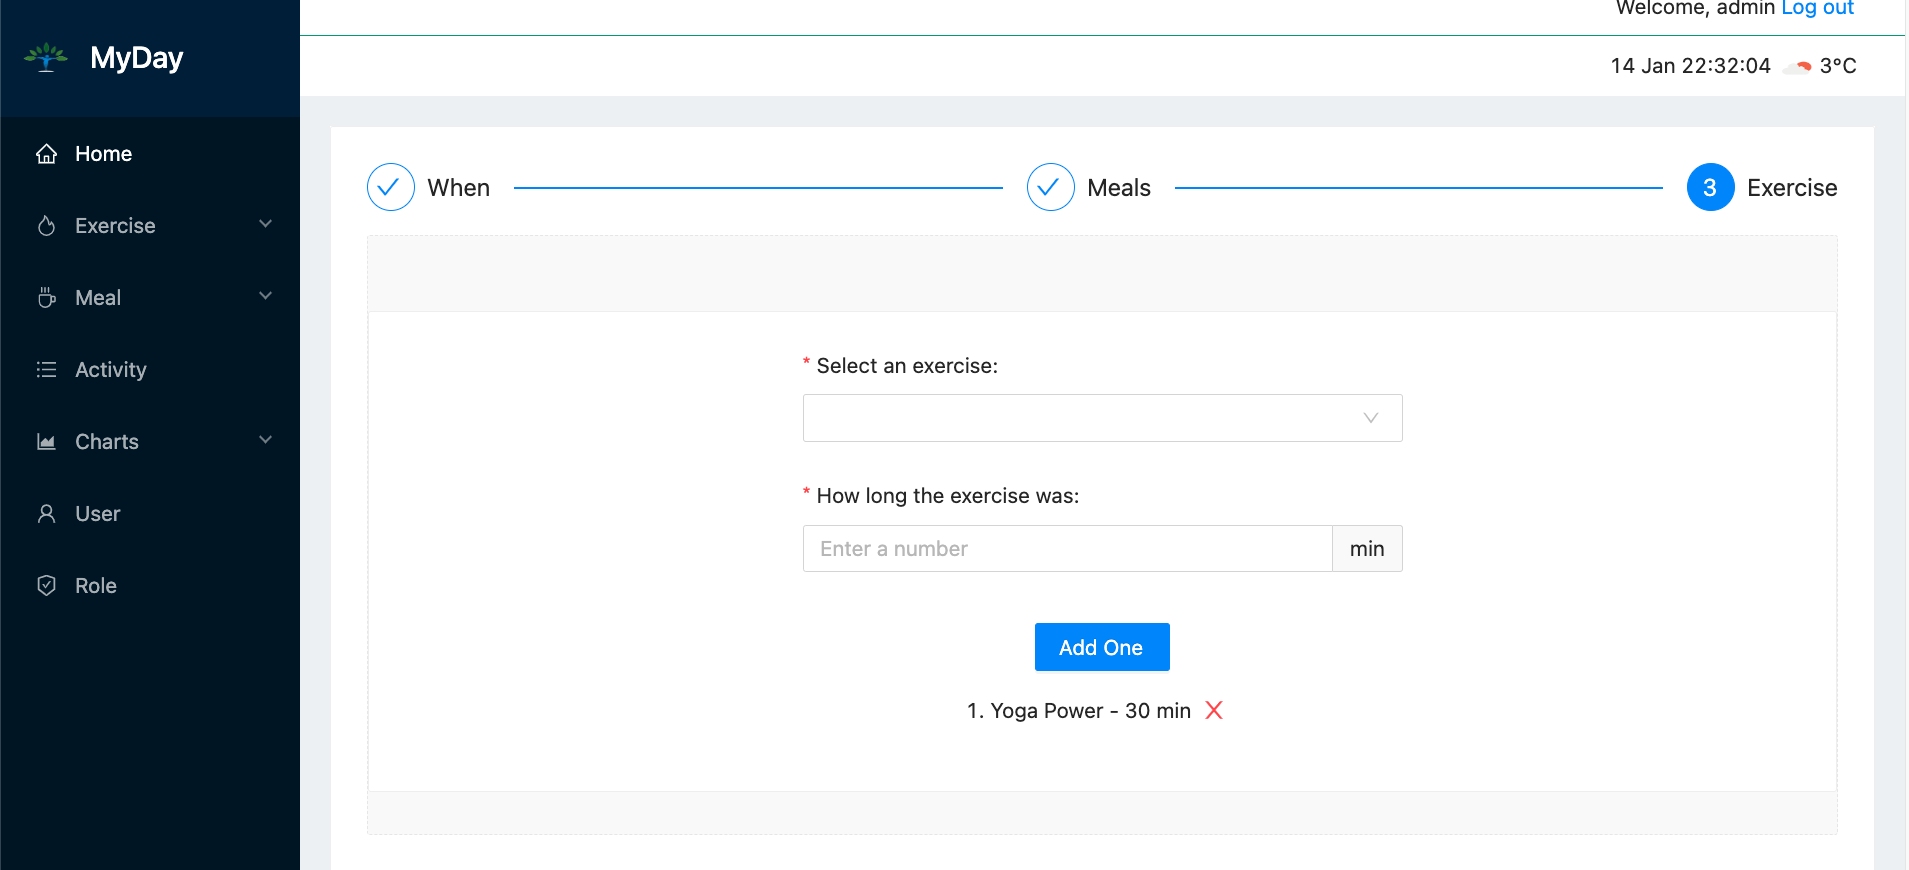 Welcome, admin Log out
MyDay
14 Jan 22:32:04 3°C
Home
Exercise
Meal
Activity
Charts
User
Role
When
Meals
3 Exercise
* Select an exercise:
* How long the exercise was:
Enter a number min
Add One
1. Yoga Power - 30 min